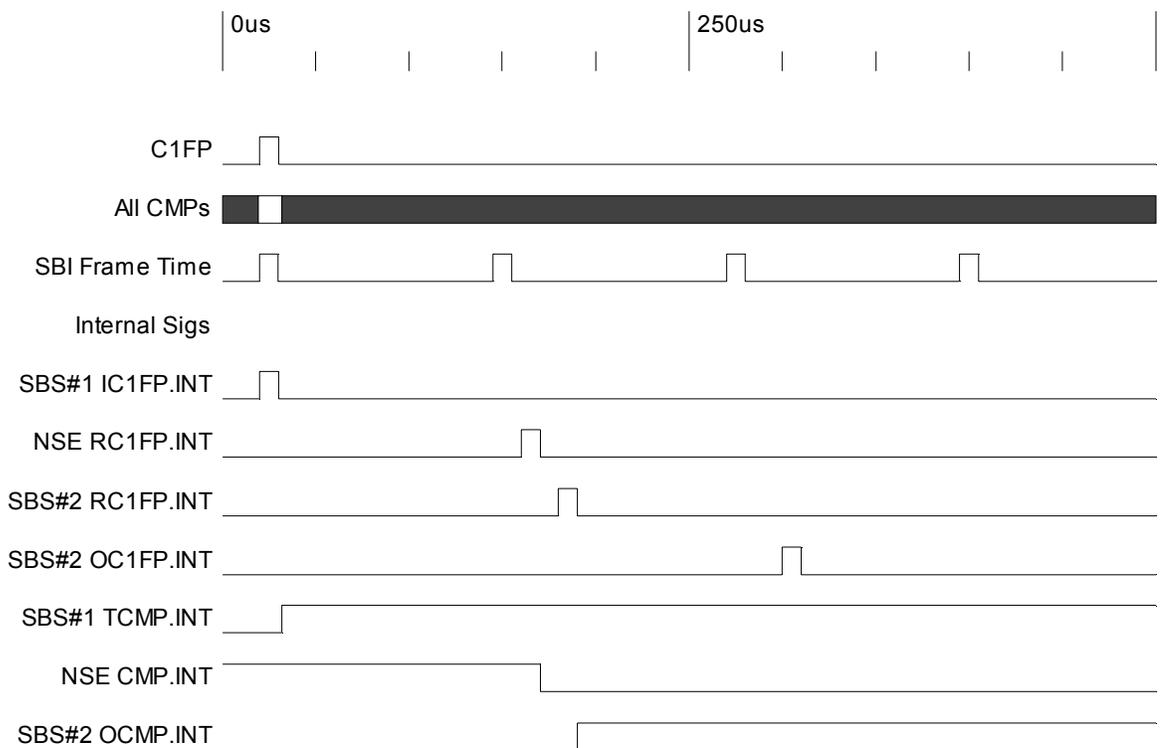 0us 250us
C1FP
All CMPs
SBI Frame Time
Internal Sigs
SBS#1 IC1FP.INT
NSE RC1FP.INT
SBS#2 RC1FP.INT
SBS#2 OC1FP.INT
SBS#1 TCMP.INT
NSE CMP.INT
SBS#2 OCMP.INT